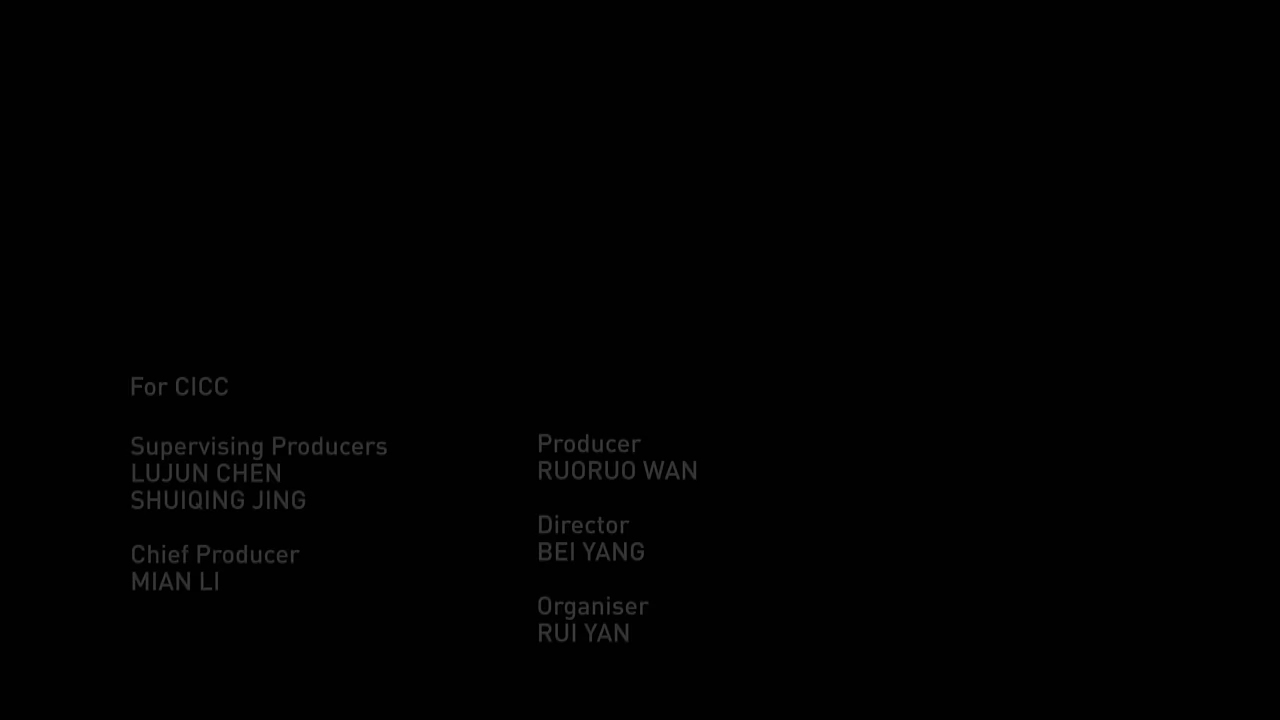 For CICC
Supervising Producers
LUJUN CHEN
SHUIQING JING
Chief Producer
MIAN LI
Producer
RUORUO WAN
Director
BEI YANG
Organiser
RUI YAN